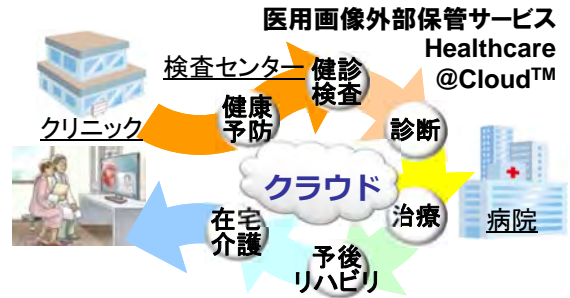 医用画像外部保管サービス
Healthcare
@Cloud™
検査センター
健診
検査
健康
予防
クリニック
診断
クラウド
治療
病院
在宅
介護
予後
リハビリ